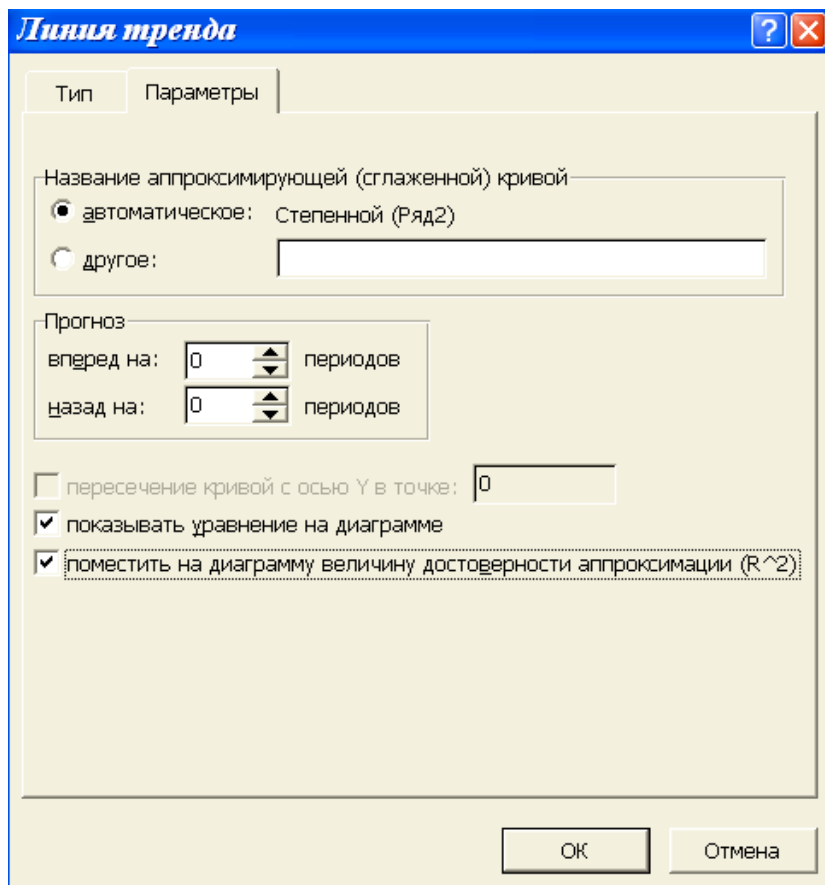 Линия тренда
Тип Параметры
Название аппроксимирующей (сглаженной) кривой
автоматическое: Степенной (Ряд2)
другое:
Прогноз
вперед на: 0 периодов
назад на: 0 периодов
пересечение кривой с осью Y в точке: 0
показывать уравнение на диаграмме
поместить на диаграмму величину достоверности аппроксимации (R^2)
ОК Отмена